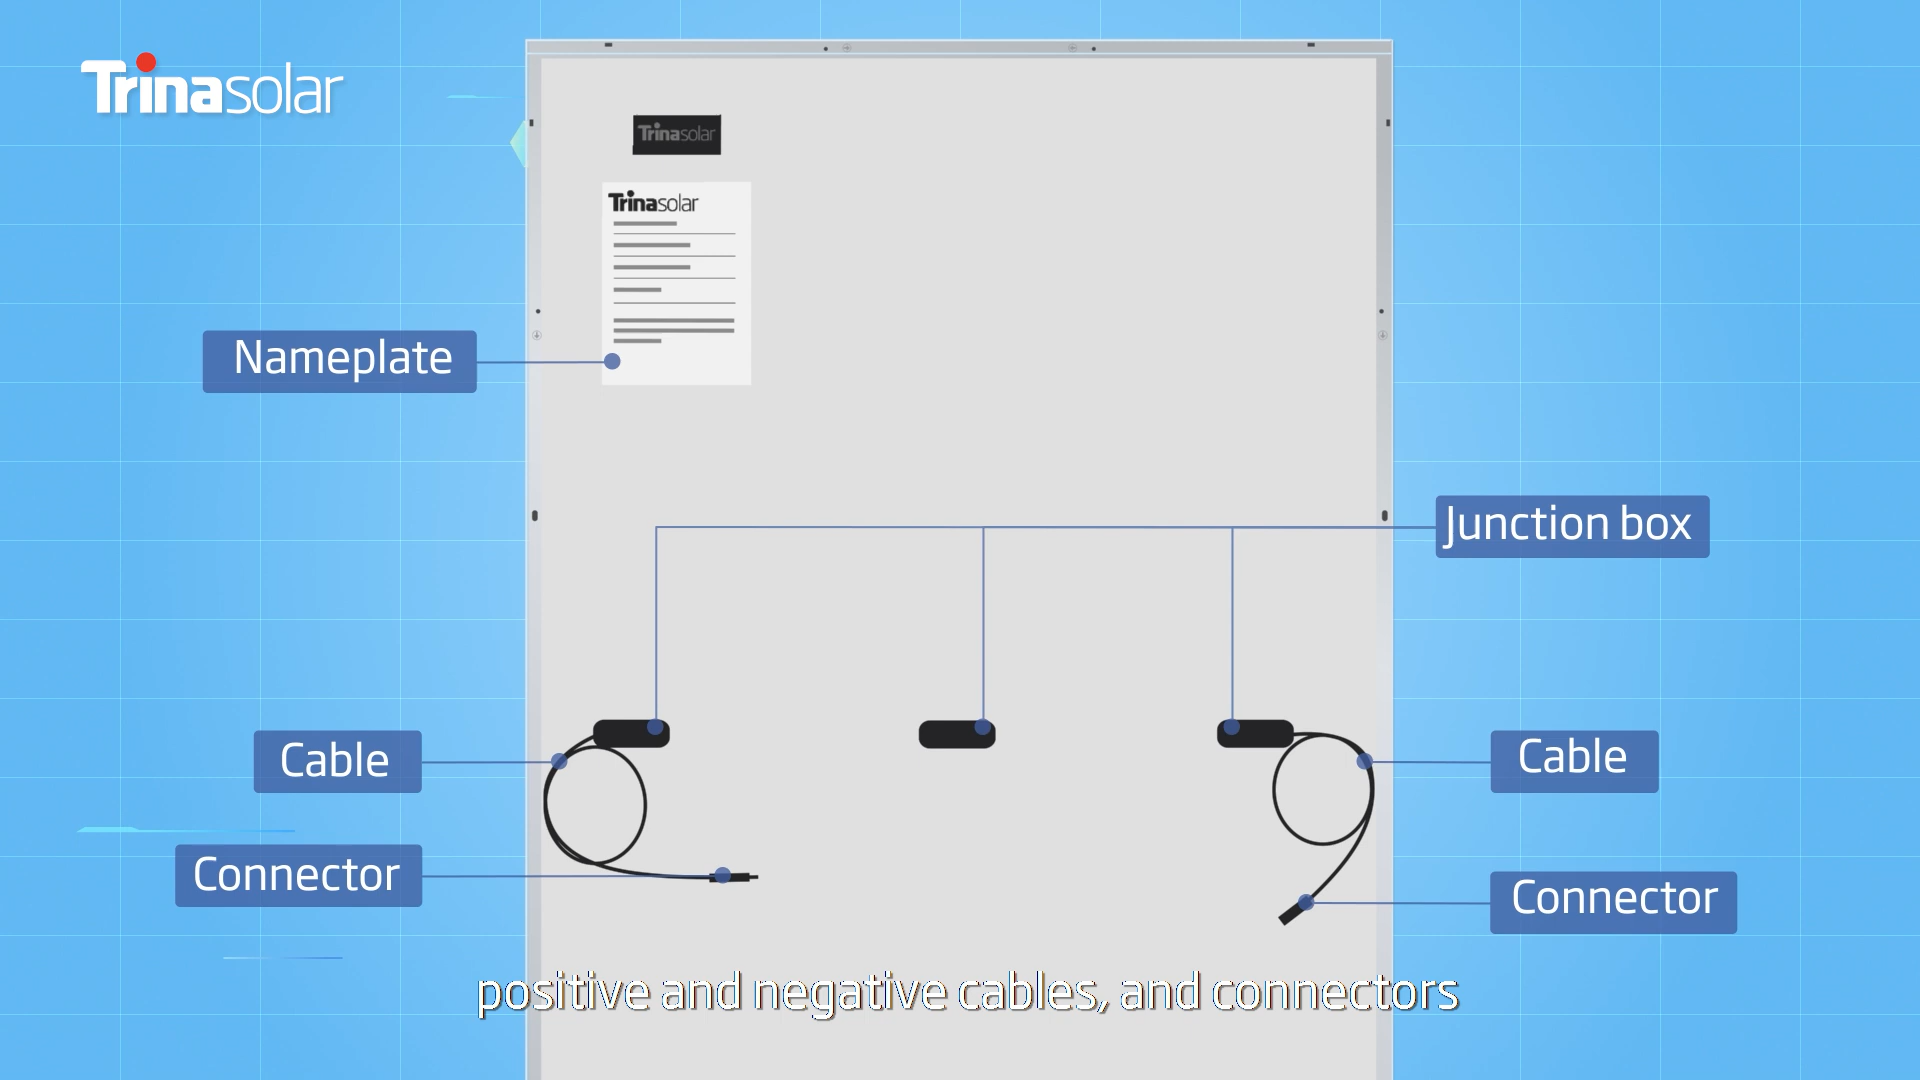 Trinasolar
Trinasolar
Trinasolar
Nameplate
Junction box
Cable
Cable
Connector
Connector
positive and negative cables, and connectors